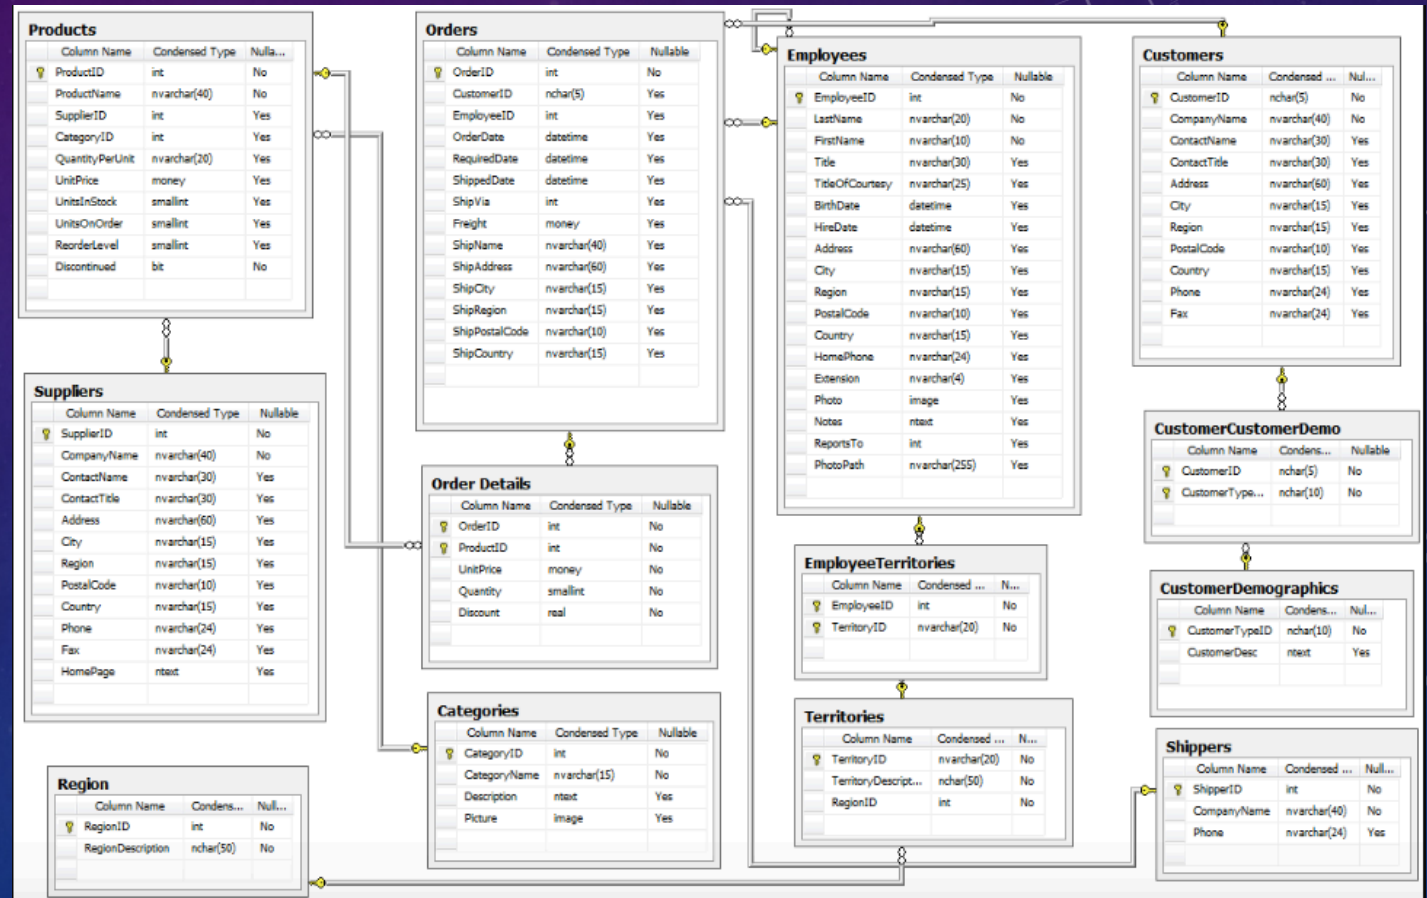 Products
Column Name Condensed Type Nulla...
ProductID int No
ProductName nvarchar(40) No
SupplierID int Yes
CategoryID int Yes
QuantityPerUnit nvarchar(20) Yes
UnitPrice money Yes
UnitsInStock smallint Yes
UnitsOnOrder smallint Yes
ReorderLevel smallint Yes
Discontinued bit No
Orders
Column Name Condensed Type Nullable
OrderID int No
CustomerID nchar(5) Yes
EmployeeID int Yes
OrderDate datetime Yes
RequiredDate datetime Yes
ShippedDate datetime Yes
ShipVia int Yes
Freight money Yes
ShipName nvarchar(40) Yes
ShipAddress nvarchar(60) Yes
ShipCity nvarchar(15) Yes
ShipRegion nvarchar(15) Yes
ShipPostalCode nvarchar(10) Yes
ShipCountry nvarchar(15) Yes
Employees
Column Name Condensed Type Nullable
EmployeeID int No
LastName nvarchar(20) No
FirstName nvarchar(10) No
Title nvarchar(30) Yes
TitleOfCourtesy nvarchar(25) Yes
BirthDate datetime Yes
HireDate datetime Yes
Address nvarchar(60) Yes
City nvarchar(15) Yes
Region nvarchar(15) Yes
PostalCode nvarchar(10) Yes
Country nvarchar(15) Yes
HomePhone nvarchar(24) Yes
Extension nvarchar(4) Yes
Photo image Yes
Notes ntext Yes
ReportsTo int Yes
PhotoPath nvarchar(255) Yes
Customers
Column Name Condensed ... Nul...
CustomerID nchar(5) No
CompanyName nvarchar(40) No
ContactName nvarchar(30) Yes
ContactTitle nvarchar(30) Yes
Address nvarchar(60) Yes
City nvarchar(15) Yes
Region nvarchar(15) Yes
PostalCode nvarchar(10) Yes
Country nvarchar(15) Yes
Phone nvarchar(24) Yes
Fax nvarchar(24) Yes
Suppliers
Column Name Condensed Type Nullable
SupplierID int No
CompanyName nvarchar(40) No
ContactName nvarchar(30) Yes
ContactTitle nvarchar(30) Yes
Address nvarchar(60) Yes
City nvarchar(15) Yes
Region nvarchar(15) Yes
PostalCode nvarchar(10) Yes
Country nvarchar(15) Yes
Phone nvarchar(24) Yes
Fax nvarchar(24) Yes
HomePage ntext Yes
Order Details
Column Name Condensed Type Nullable
OrderID int No
ProductID int No
UnitPrice money No
Quantity smallint No
Discount real No
CustomerCustomerDemo
Column Name Condens... Nullable
CustomerID nchar(5) No
CustomerType... nchar(10) No
EmployeeTerritories
Column Name Condensed ... N...
EmployeeID int No
TerritoryID nvarchar(20) No
CustomerDemographics
Column Name Condens... Nul...
CustomerTypeID nchar(10) No
CustomerDesc ntext Yes
Categories
Column Name Condensed Type Nullable
CategoryID int No
CategoryName nvarchar(15) No
Description ntext Yes
Picture image Yes
Territories
Column Name Condensed ... N...
TerritoryID nvarchar(20) No
TerritoryDescript... nchar(50) No
RegionID int No
Shippers
Column Name Condensed ... Null...
ShipperID int No
CompanyName nvarchar(40) No
Phone nvarchar(24) Yes
Region
Column Name Condens... Null...
RegionID int No
RegionDescription nchar(50) No